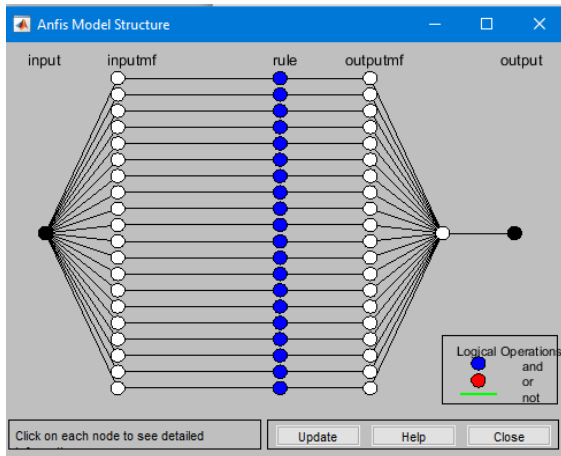 Anfis Model Structure
input inputmf rule outputmf output
Logical Operations
and
or
not
Click on each node to see detailed
Update Help Close